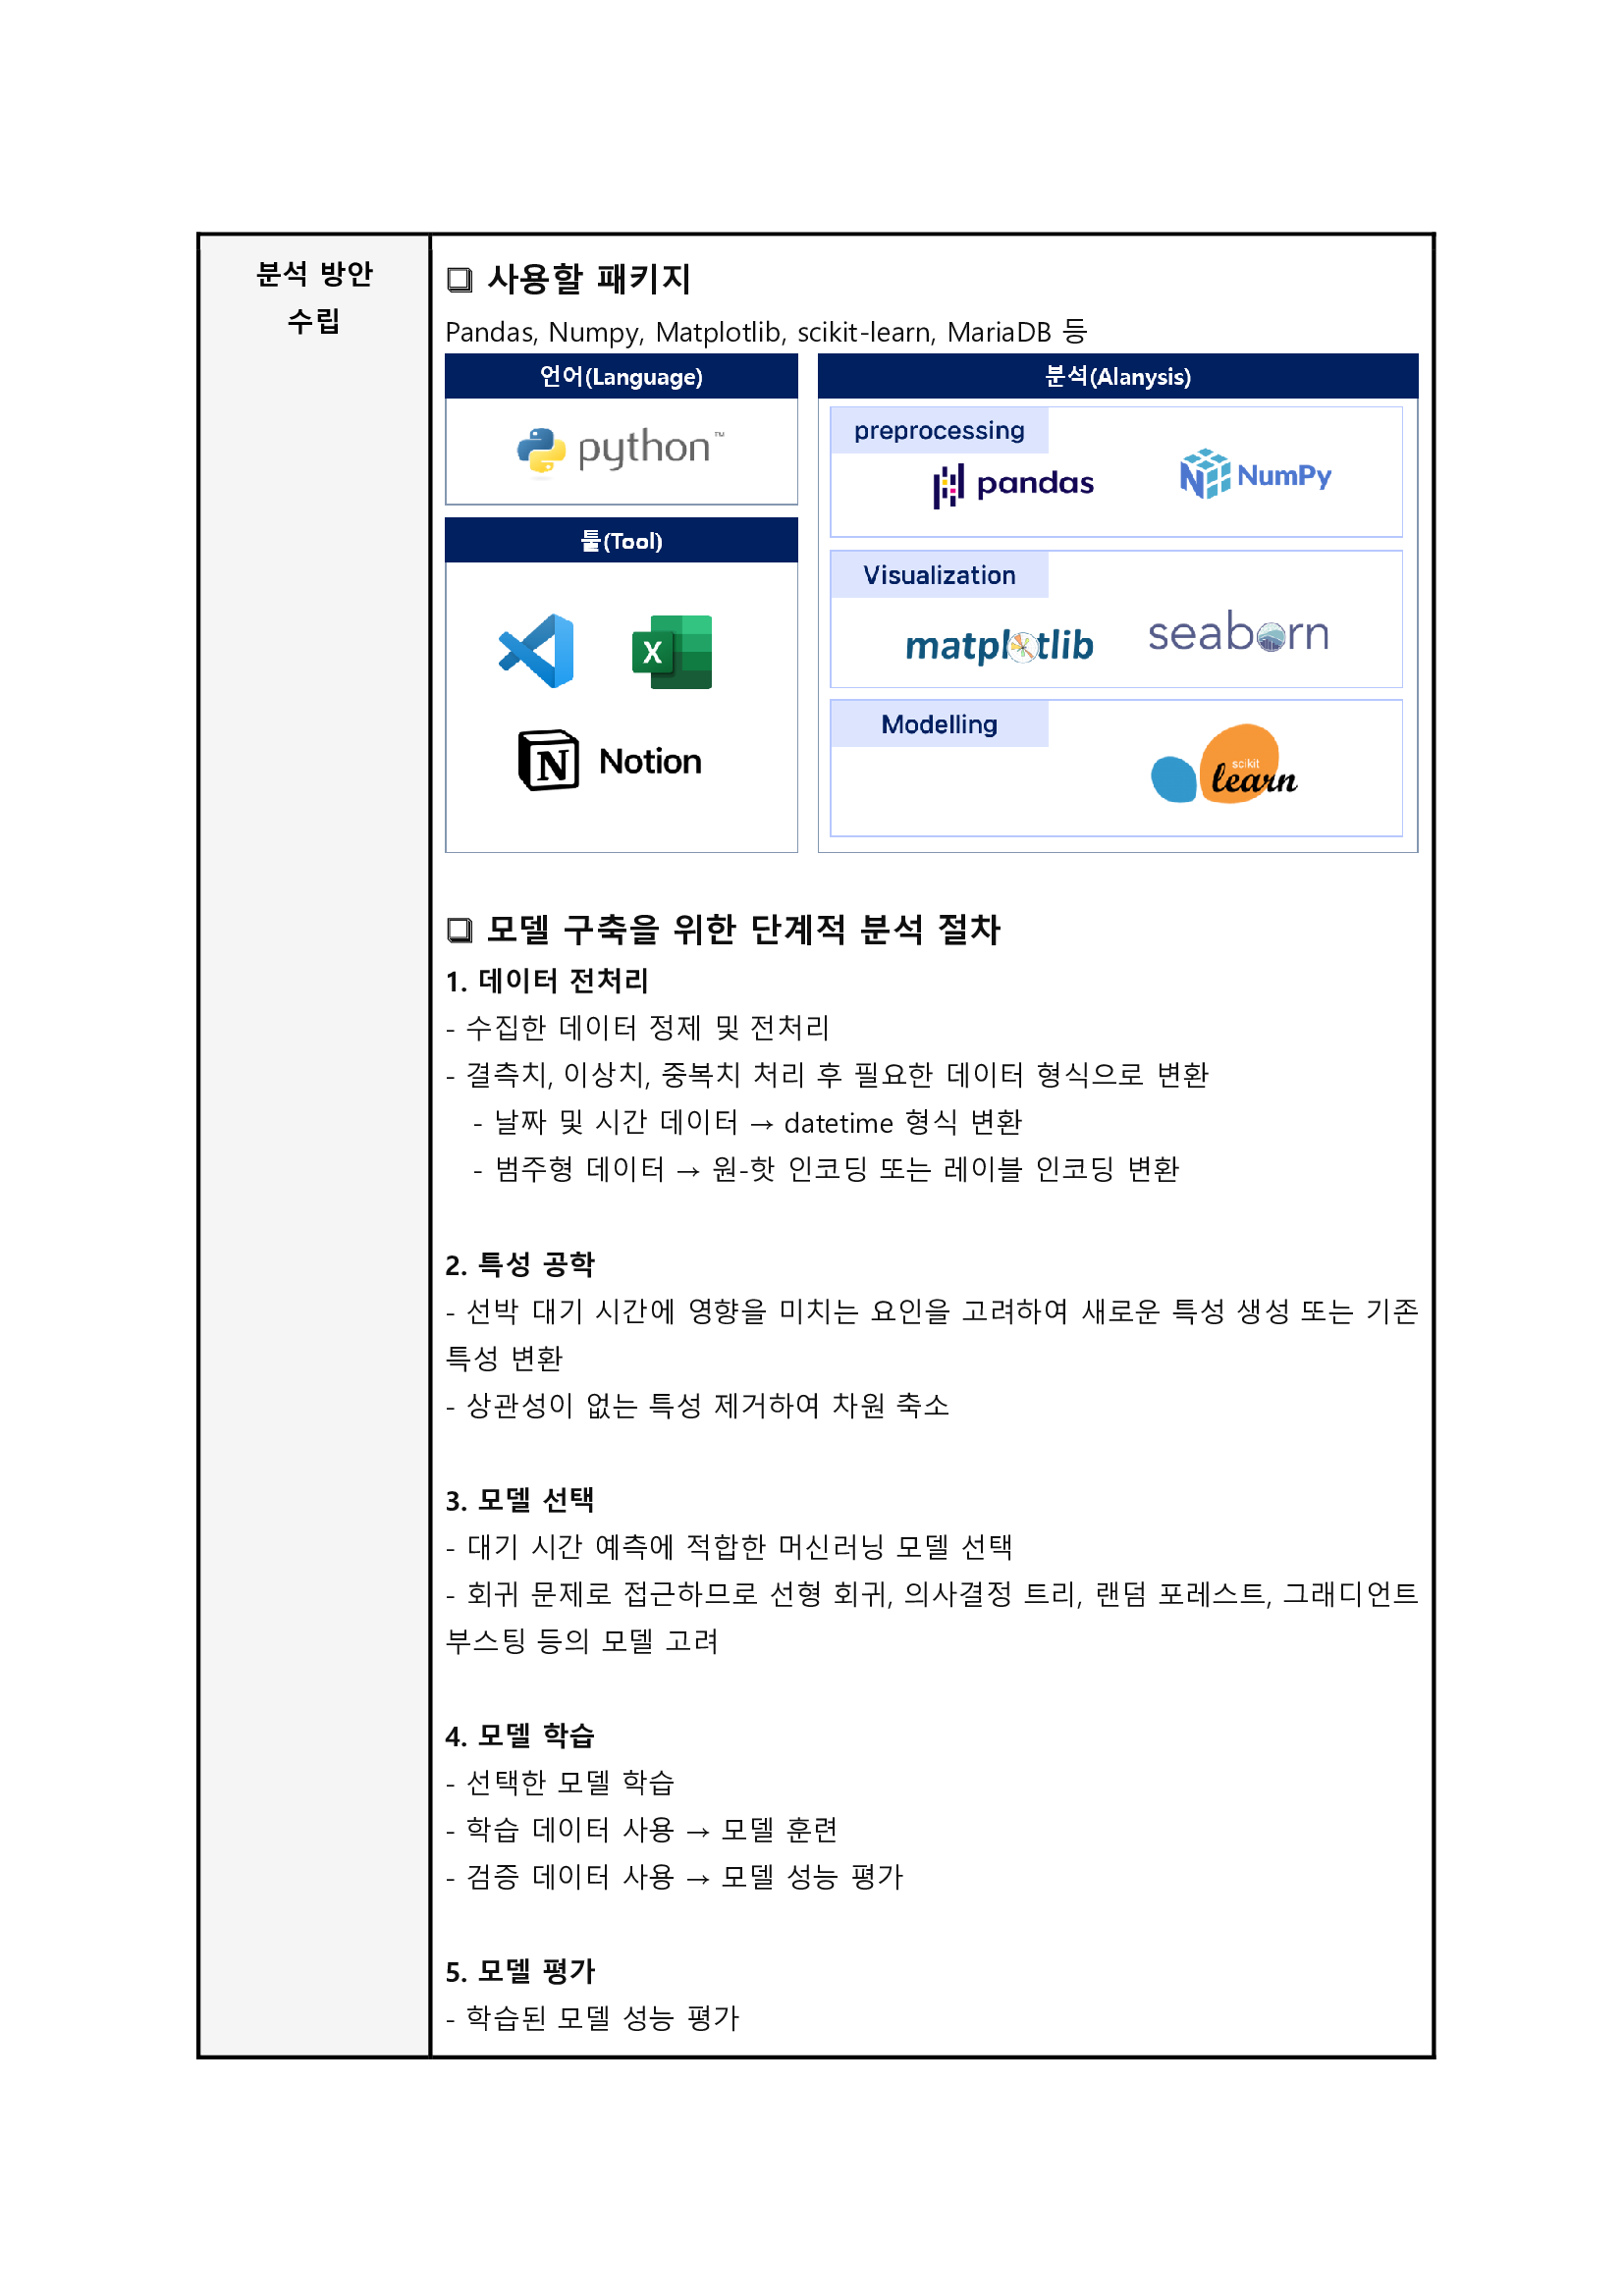 분석 방안
수립
❏ 사용할 패키지
Pandas, Numpy, Matplotlib, scikit-learn, MariaDB 등
언어(Language)
python™
툴(Tool)
X
N Notion
분석(Alanysis)
preprocessing
pandas
NumPy
Visualization
matplotlib
seaborn
Modelling
scikit
learn
❏ 모델 구축을 위한 단계적 분석 절차
1. 데이터 전처리
- 수집한 데이터 정제 및 전처리
- 결측치, 이상치, 중복치 처리 후 필요한 데이터 형식으로 변환
- 날짜 및 시간 데이터 → datetime 형식 변환
- 범주형 데이터 → 원-핫 인코딩 또는 레이블 인코딩 변환
2. 특성 공학
- 선박 대기 시간에 영향을 미치는 요인을 고려하여 새로운 특성 생성 또는 기존
특성 변환
- 상관성이 없는 특성 제거하여 차원 축소
3. 모델 선택
- 대기 시간 예측에 적합한 머신러닝 모델 선택
- 회귀 문제로 접근하므로 선형 회귀, 의사결정 트리, 랜덤 포레스트, 그래디언트
부스팅 등의 모델 고려
4. 모델 학습
- 선택한 모델 학습
- 학습 데이터 사용 → 모델 훈련
- 검증 데이터 사용 → 모델 성능 평가
5. 모델 평가
- 학습된 모델 성능 평가